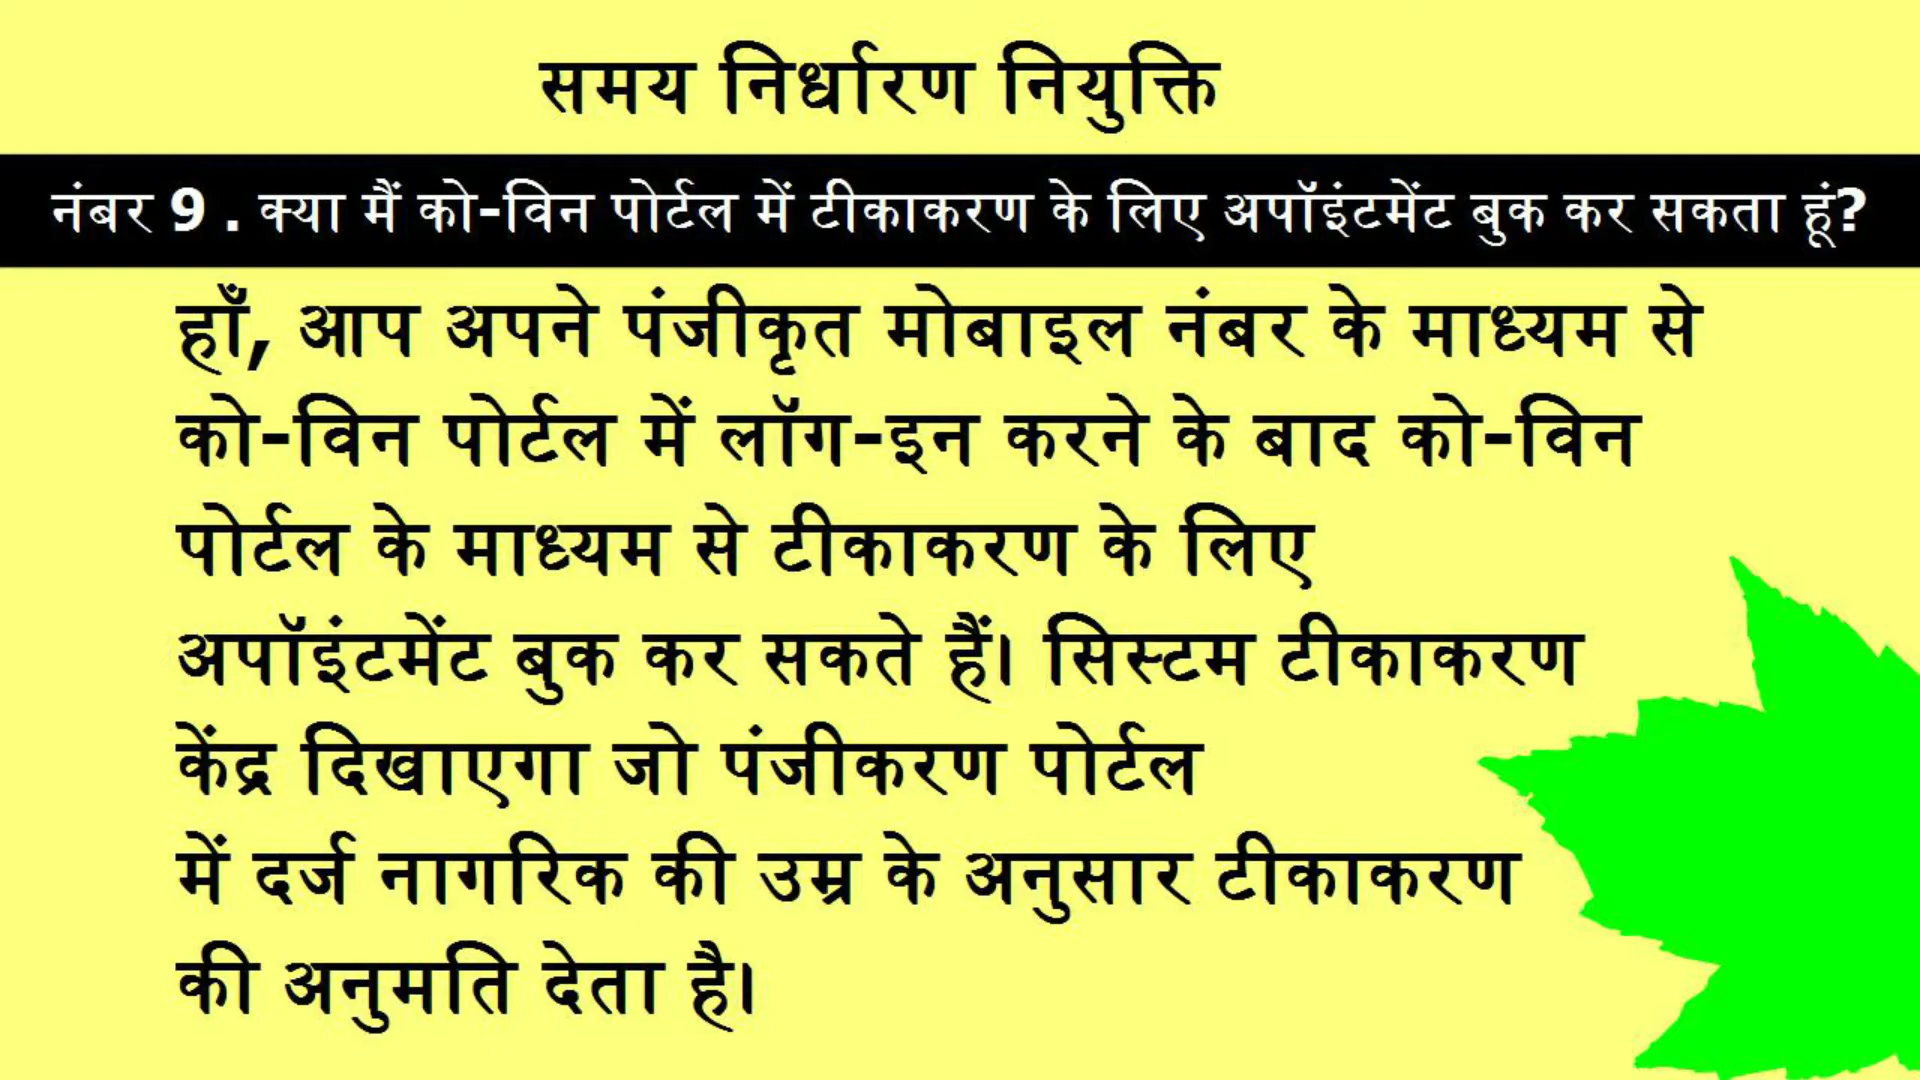 समय निर्धारण नियुक्ति
नंबर 9 . क्या मैं को-विन पोर्टल में टीकाकरण के लिए अपॉइंटमेंट बुक कर सकता हूं?
हाँ, आप अपने पंजीकृत मोबाइल नंबर के माध्यम से
को-विन पोर्टल में लॉग-इन करने के बाद को-विन
पोर्टल के माध्यम से टीकाकरण के लिए
अपॉइंटमेंट बुक कर सकते हैं। सिस्टम टीकाकरण
केंद्र दिखाएगा जो पंजीकरण पोर्टल
में दर्ज नागरिक की उम्र के अनुसार टीकाकरण
की अनुमति देता है।